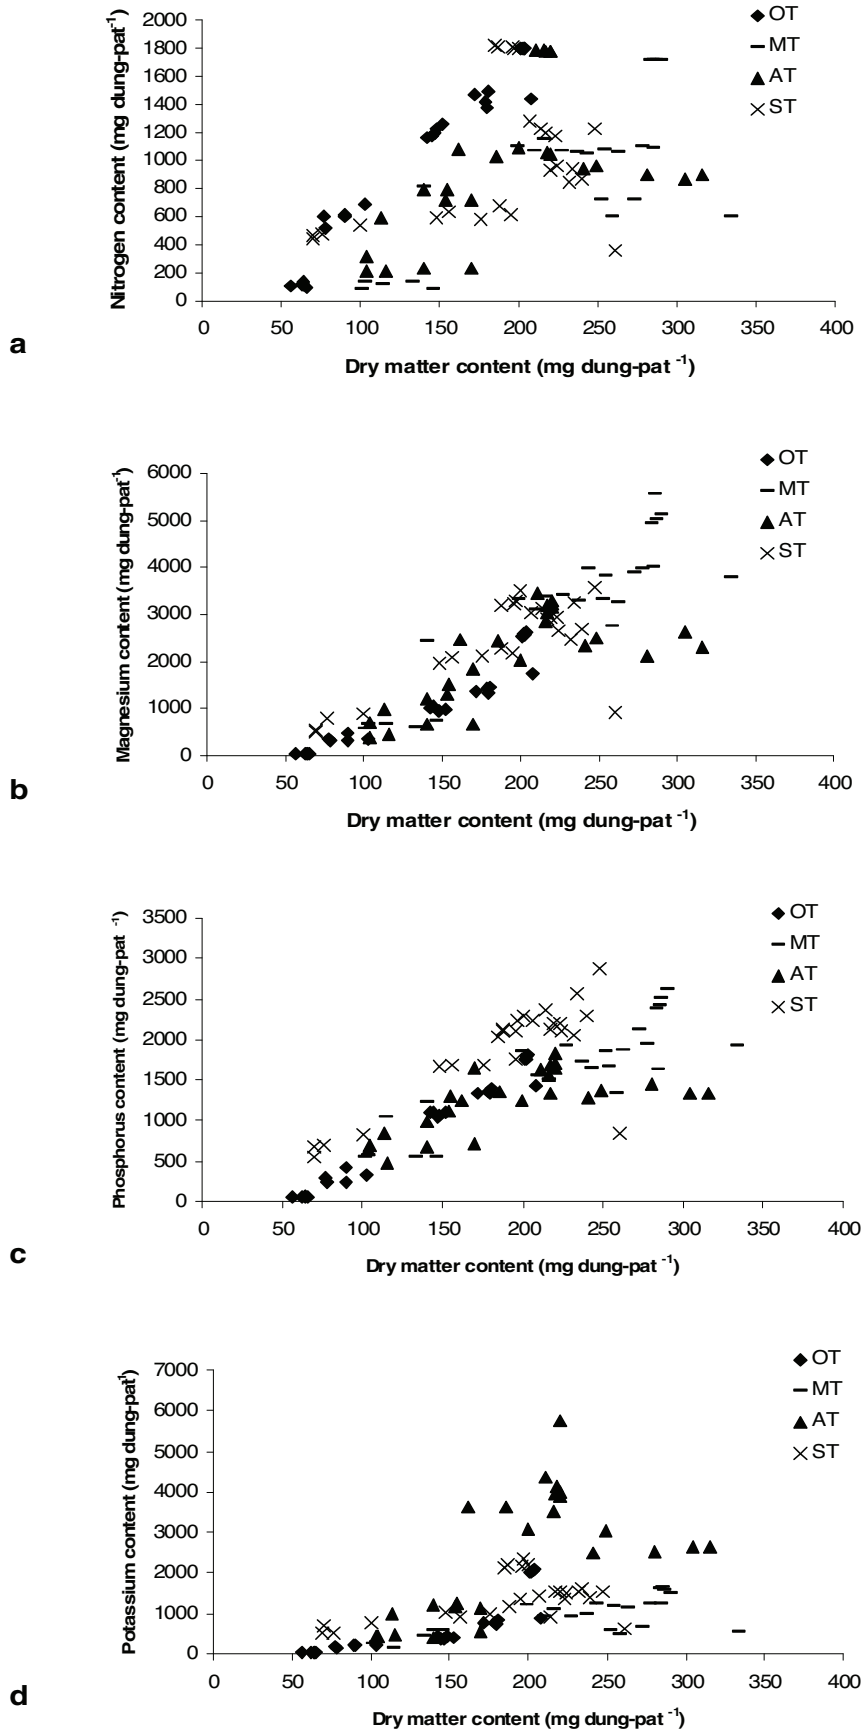 OT
MT
AT
ST
Nitrogen content (mg dung-pat-1)
2000
1800
1600
1400
1200
1000
800
600
400
200
0
0 50 100 150 200 250 300 350 400
Dry matter content (mg dung-pat -1)
a
OT
MT
AT
ST
Magnesium content (mg dung-pat-1)
6000
5000
4000
3000
2000
1000
0
0 50 100 150 200 250 300 350 400
Dry matter content (mg dung-pat -1)
b
OT
MT
AT
ST
Phosphorus content (mg dung-pat -1)
3500
3000
2500
2000
1500
1000
500
0
0 50 100 150 200 250 300 350 400
Dry matter content (mg dung-pat -1)
c
OT
MT
AT
ST
Potassium content (mg dung-pat-1)
7000
6000
5000
4000
3000
2000
1000
0
0 50 100 150 200 250 300 350 400
Dry matter content (mg dung-pat -1)
d